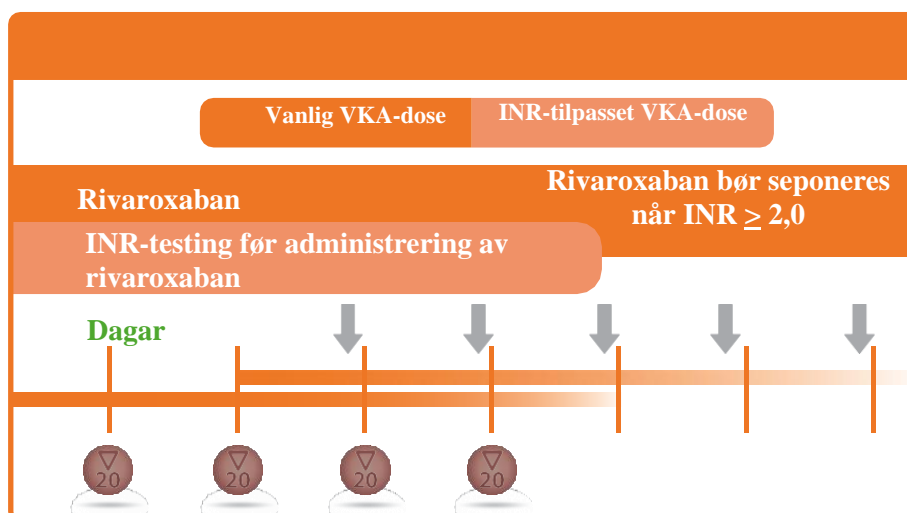 Vanlig VKA-dose
INR-tilpasset VKA-dose
Rivaroxaban bør seponeres
når INR ≥ 2,0
Rivaroxaban
INR-testing før administrering av
rivaroxaban
Dagar
20
20
20
20